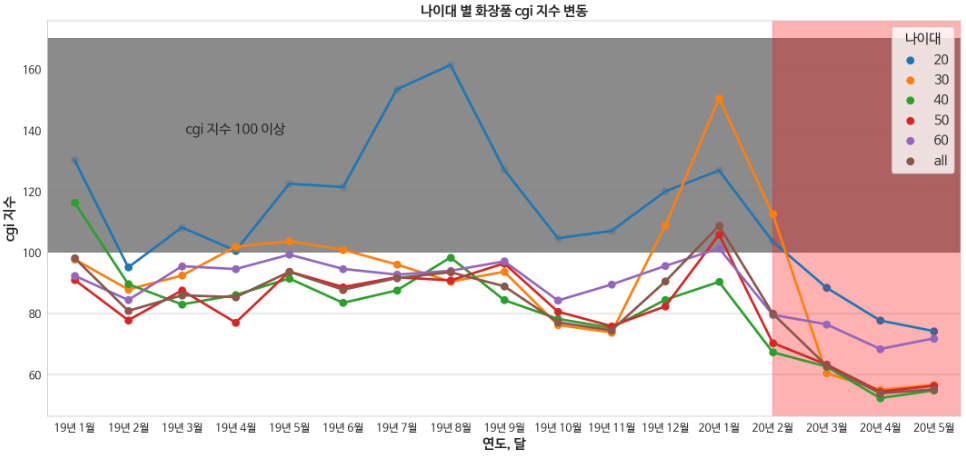 나이대 별 화장품 cgi 지수 변동
나이대
20
30
40
50
60
all
cgi 지수 100 이상
cgi 지수
160
140
120
100
80
60
19년 1월
19년 2월
19년 3월
19년 4월
19년 5월
19년 6월
19년 7월
19년 8월
19년 9월
19년 10월
19년 11월
19년 12월
20년 1월
20년 2월
20년 3월
20년 4월
20년 5월
연도, 달